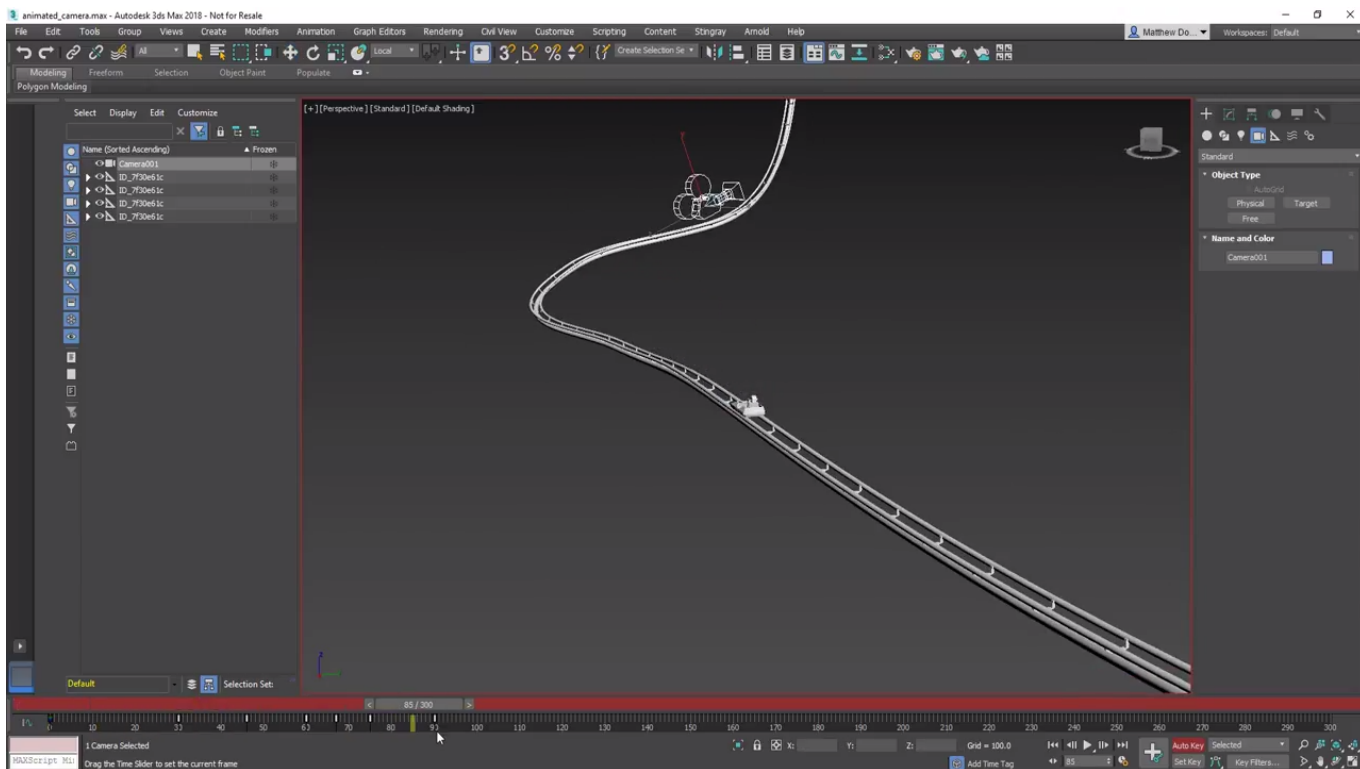 animated_camera.max - Autodesk 3ds Max 2018 - Not for Resale
File Edit Tools Group Views Create Modifiers Animation Graph Editors Rendering Civil View Customize Scripting Content Stingray Arnold Help Matthew Do... Workspaces: Default
All Local Create Selection Se
Modeling Freeform Selection Object Paint Populate
Polygon Modeling
Select Display Edit Customize
[+] [Perspective] [Standard] [Default Shading]
Name (Sorted Ascending) Frozen
Camera001
ID_7f30e61c
ID_7f30e61c
ID_7f30e61c
ID_7f30e61c
Standard
Object Type
AutoGrid
Physical Target
Free
Name and Color
Camera001
z
Default Selection Set:
85 / 300
0 10 20 30 40 50 60 70 80 90 100 110 120 130 140 150 160 170 180 190 200 210 220 230 240 250 260 270 280 290 300
1 Camera Selected X: Y: Z: Grid = 100.0 Auto Key Selected
MAXScript Mi Drag the Time Slider to set the current frame Add Time Tag 85 Set Key Key Filters...